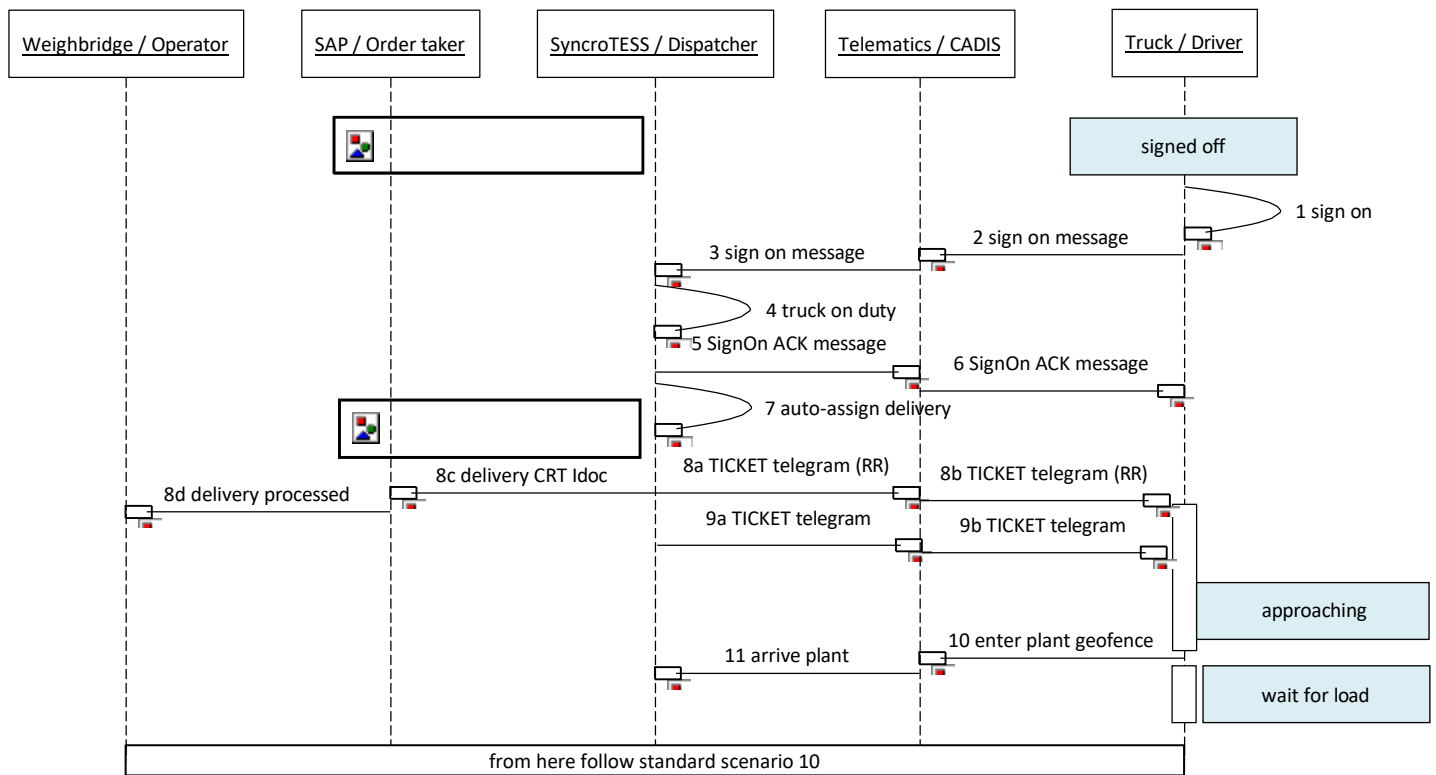 Weighbridge / Operator
SAP / Order taker
SyncroTESS / Dispatcher
Telematics / CADIS
Truck / Driver
signed off
1 sign on
2 sign on message
3 sign on message
4 truck on duty
5 SignOn ACK message
6 SignOn ACK message
7 auto-assign delivery
8a TICKET telegram (RR)
8b TICKET telegram (RR)
8c delivery CRT Idoc
8d delivery processed
9a TICKET telegram
9b TICKET telegram
approaching
10 enter plant geofence
11 arrive plant
wait for load
from here follow standard scenario 10